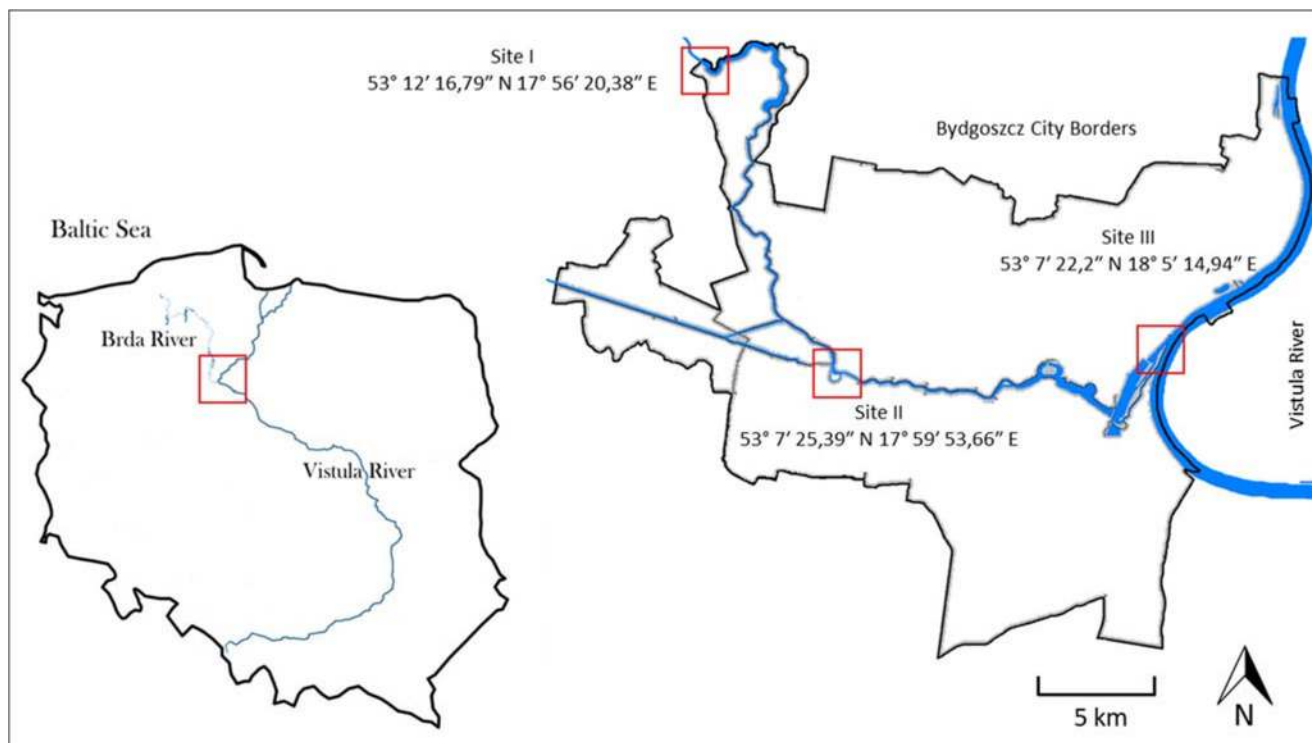 Site I
53° 12’ 16,79” N 17° 56’ 20,38” E
Bydgoszcz City Borders
Baltic Sea
Site III
53° 7’ 22,2” N 18° 5’ 14,94” E
Brda River
Vistula River
Site II
53° 7’ 25,39” N 17° 59’ 53,66” E
Vistula River
5 km
N